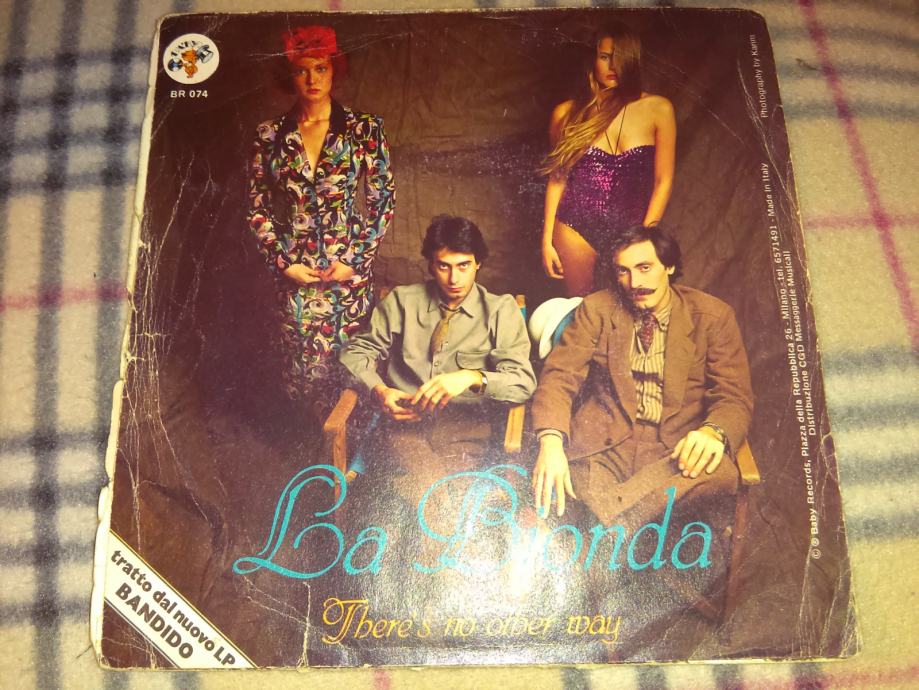 BABY
BR 074
Photography by Karim
© ℗ Baby Records, Piazza della Repubblica 26 - Milano - tel. 6571491 - Made in Italy
Distribuzione CGD Messaggerie Musicali
La Bionda
There's no other way
tratto dal nuovo LP
BANDIDO